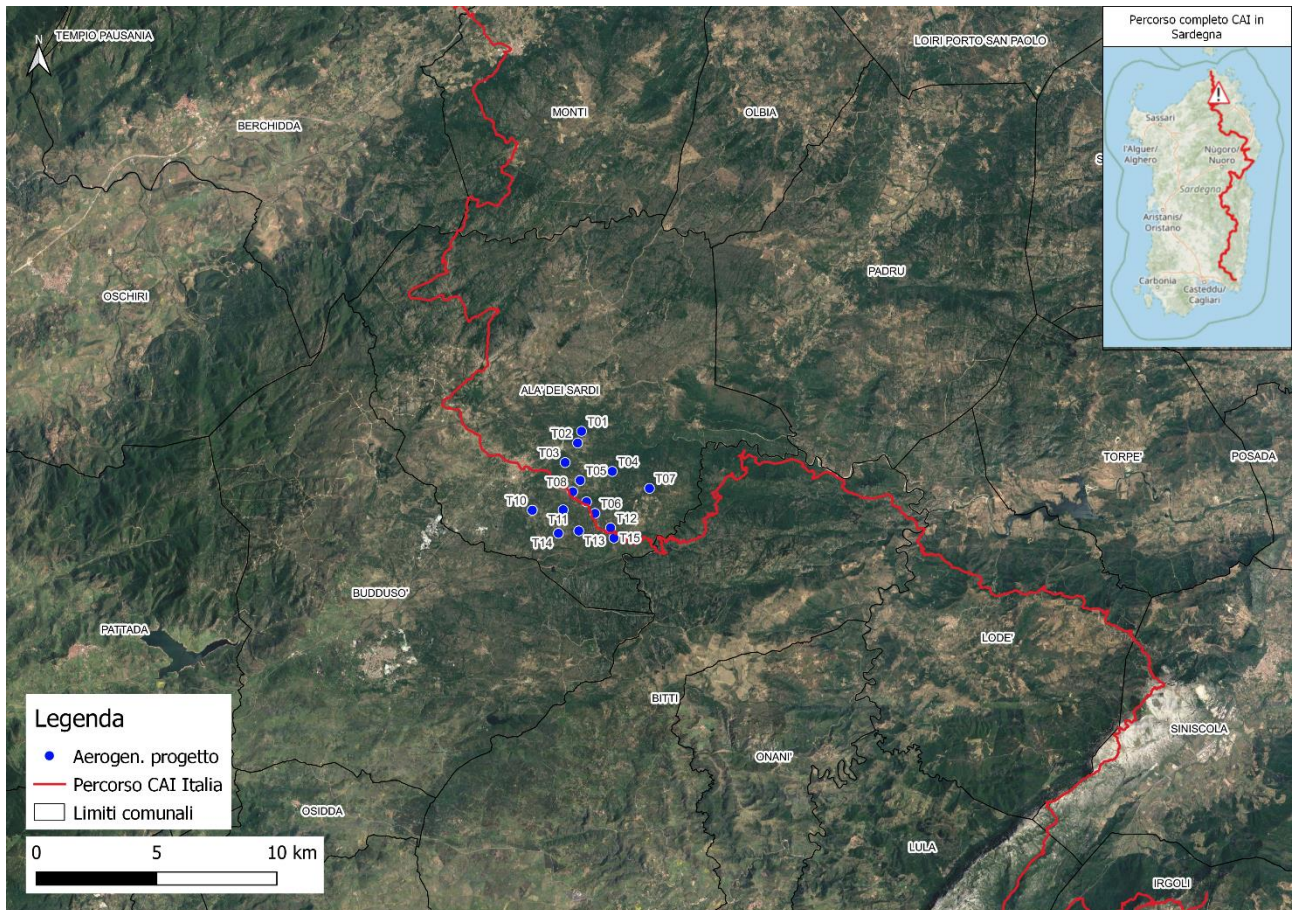 N
TEMPIO PAUSANIA
LOIRI PORTO SAN PAOLO
Percorso completo CAI in
Sardegna
BERCHIDDA
MONTI
OLBIA
S
Sassari
l'Alguer/
Alghero
Nùgoro/
Nuoro
Sardegna
Aristanis/
Oristano
Carbonia
Casteddu/
Cagliari
OSCHIRI
PADRU
ALA' DEI SARDI
T01
T02
T03
T04
T05
T07
T08
T10
T06
T11
T12
T14
T13
T15
TORPE'
POSADA
BUDDUSO'
PATTADA
LODE'
BITTI
SINISCOLA
ONANI'
OSIDDA
LULA
IRGOLI
Legenda
Aerogen. progetto
Percorso CAI Italia
Limiti comunali
0 5 10 km